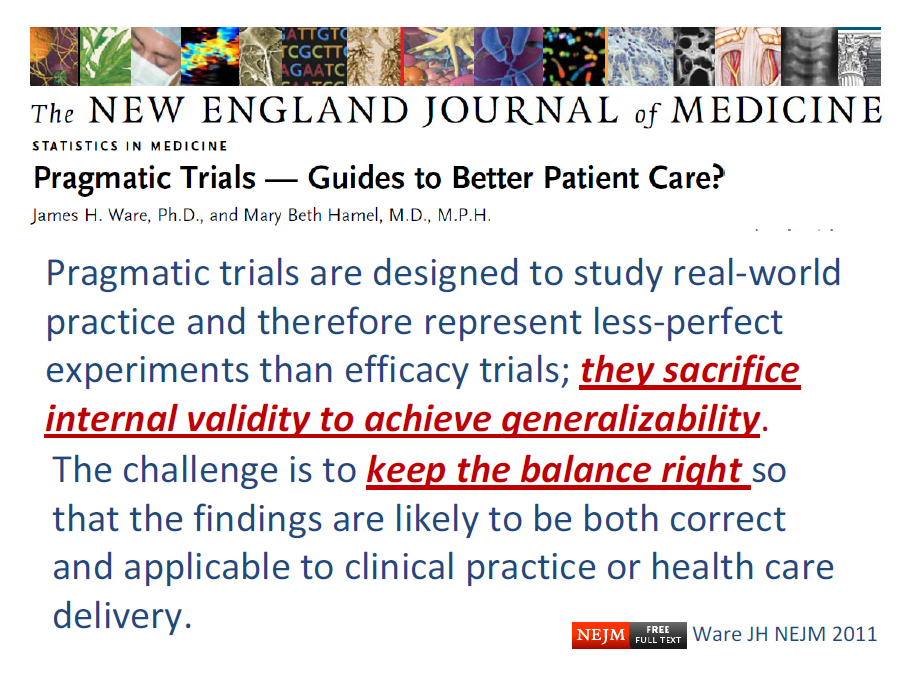 ATTGTC
TCGCTT
AGAATC
The NEW ENGLAND JOURNAL of MEDICINE
STATISTICS IN MEDICINE
Pragmatic Trials — Guides to Better Patient Care?
James H. Ware, Ph.D., and Mary Beth Hamel, M.D., M.P.H.
Pragmatic trials are designed to study real-world
practice and therefore represent less-perfect
experiments than efficacy trials; they sacrifice
internal validity to achieve generalizability.
The challenge is to keep the balance right so
that the findings are likely to be both correct
and applicable to clinical practice or health care
delivery.
NEJM FREE FULL TEXT Ware JH NEJM 2011